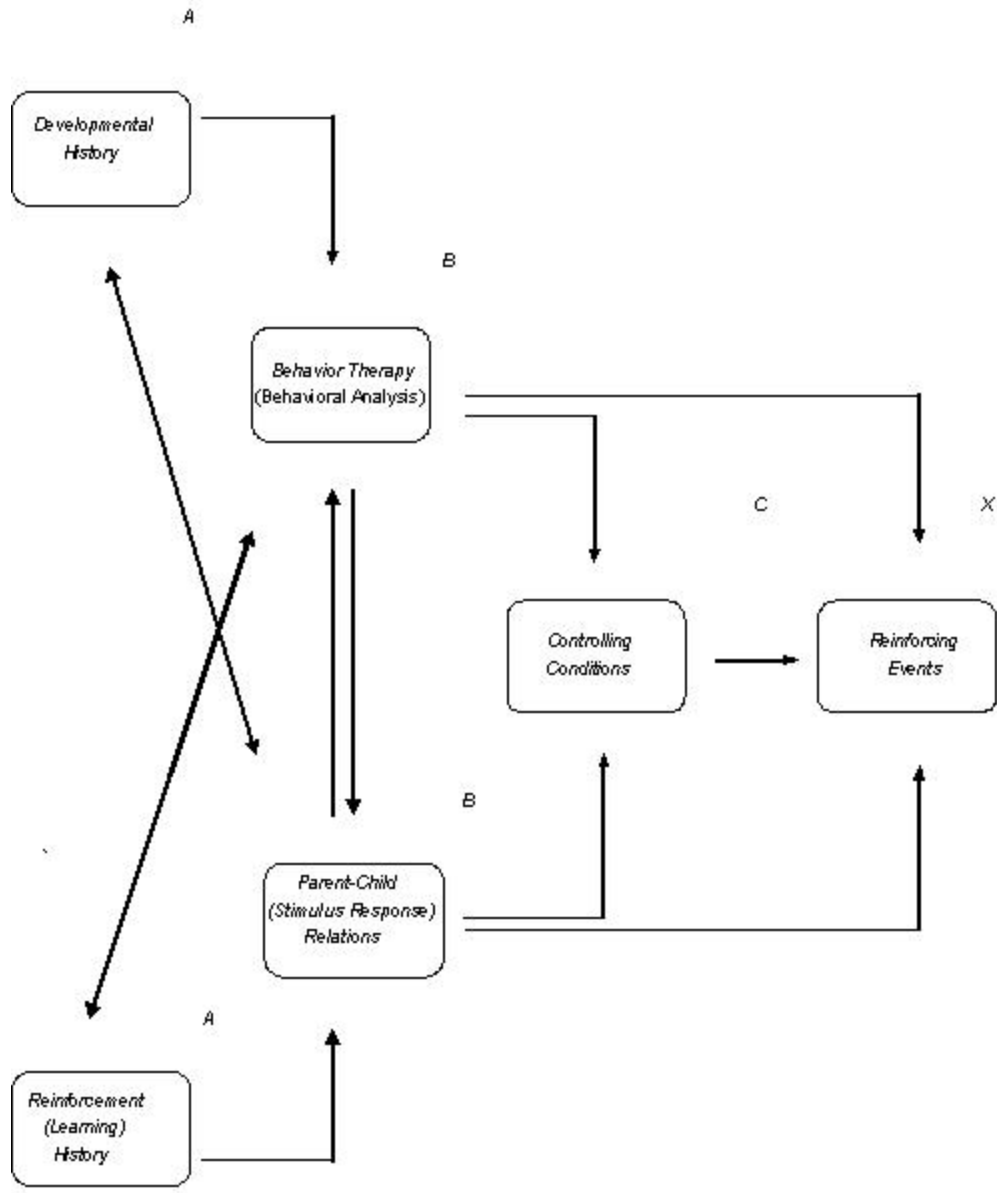 A
Developmental
History
B
Behavior Therapy
(Behavioral Analysis)
C
X
Controlling
Conditions
Reinforcing
Events
B
Parent-Child
(Stimulus Response)
Relations
A
Reinforcement
(Learning)
History